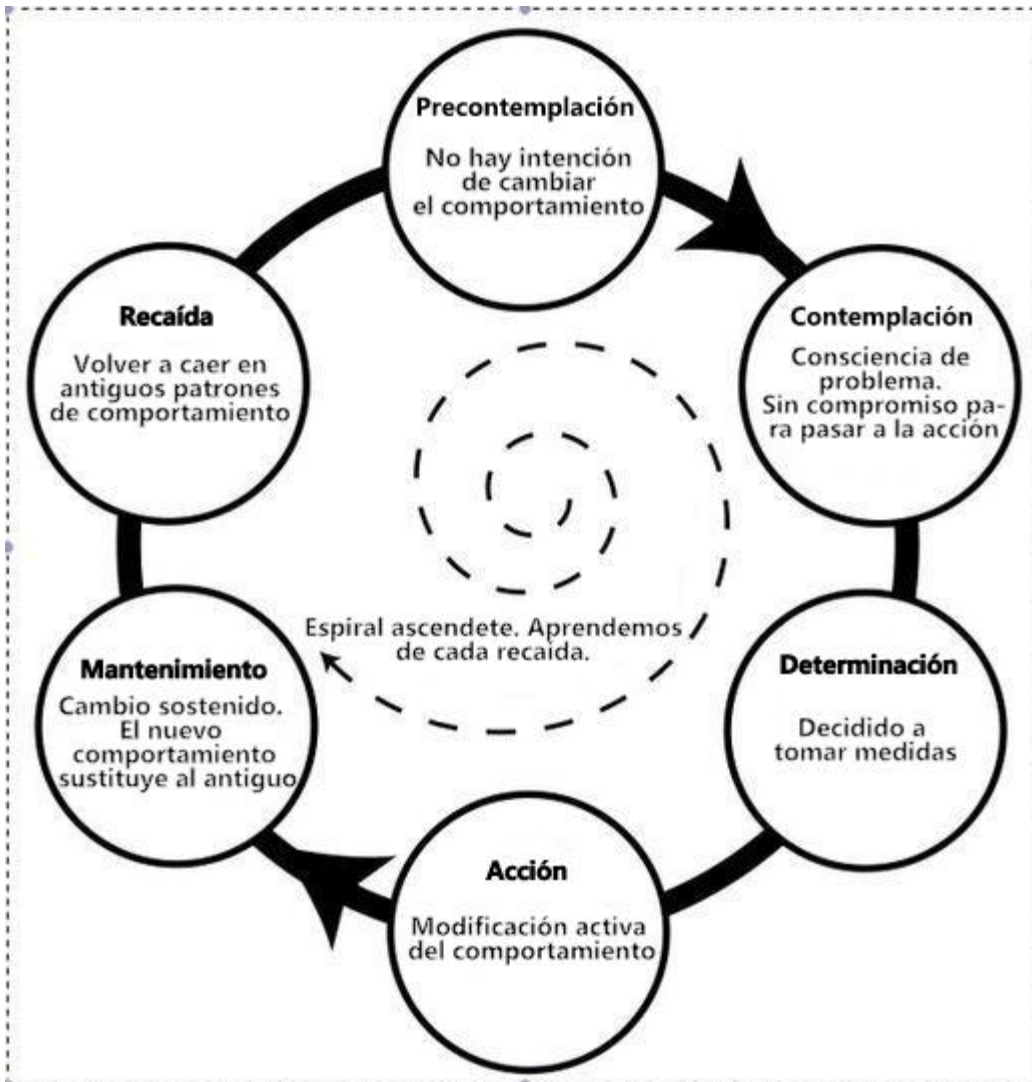 Precontemplación
No hay intención
de cambiar
el comportamiento
Contemplación
Consciencia de
problema.
Sin compromiso pa-
ra pasar a la acción
Determinación
Decidido a
tomar medidas
Acción
Modificación activa
del comportamiento
Mantenimiento
Cambio sostenido.
El nuevo
comportamiento
sustituye al antiguo
Recaída
Volver a caer en
antiguos patrones
de comportamiento
Espiral ascendete. Aprendemos
de cada recaída.